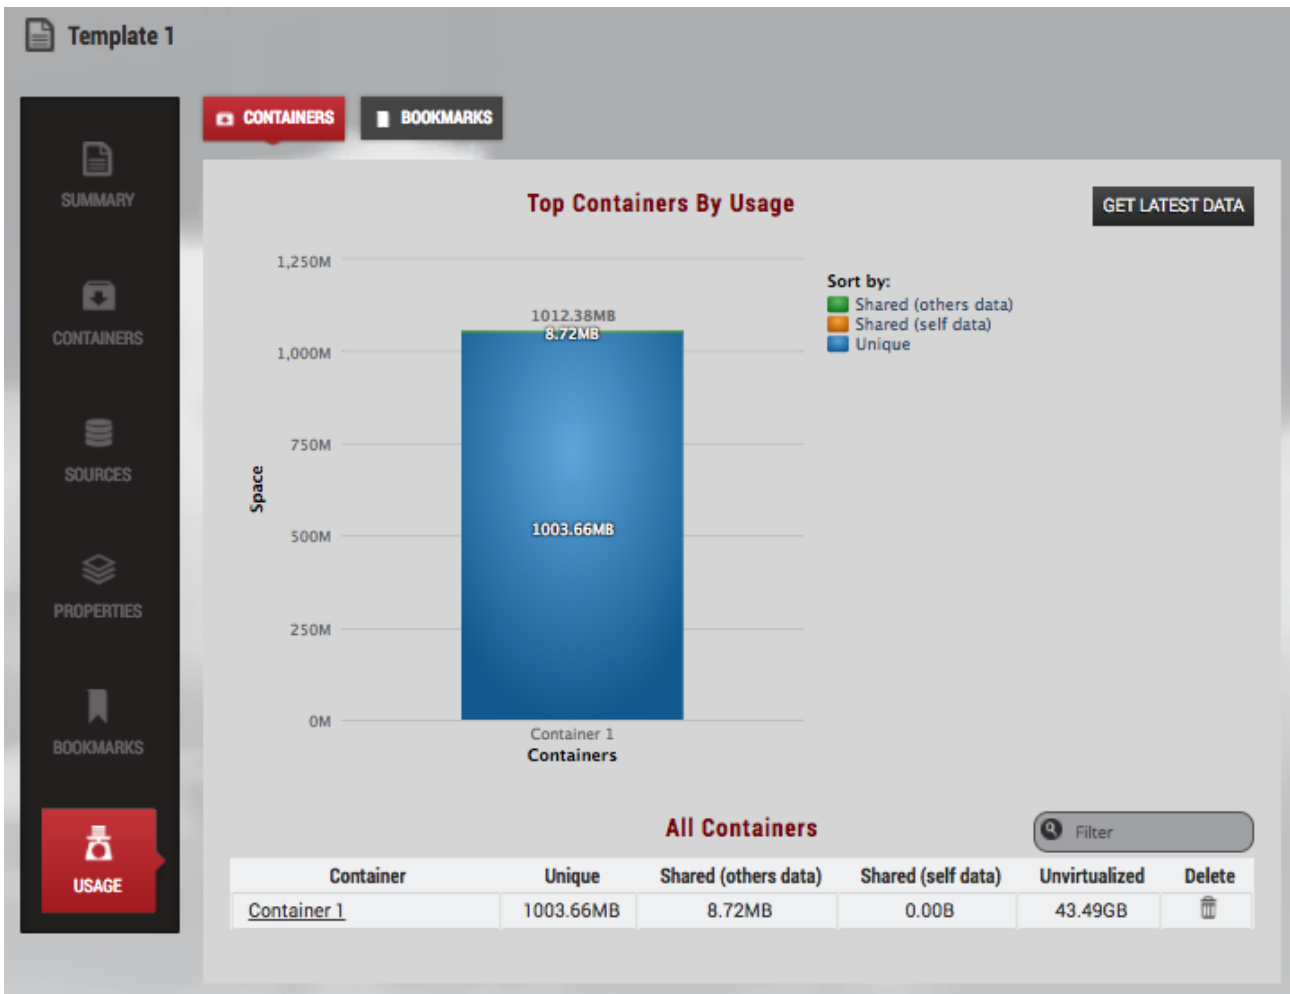 Template 1
CONTAINERS
BOOKMARKS
SUMMARY
CONTAINERS
SOURCES
PROPERTIES
BOOKMARKS
USAGE
Top Containers By Usage
GET LATEST DATA
1,250M
1,000M
750M
500M
250M
0M
Space
1012.38MB
8.72MB
1003.66MB
Container 1
Containers
Sort by:
Shared (others data)
Shared (self data)
Unique
All Containers
Filter
Container Unique Shared (others data) Shared (self data) Unvirtualized Delete
Container 1 1003.66MB 8.72MB 0.00B 43.49GB